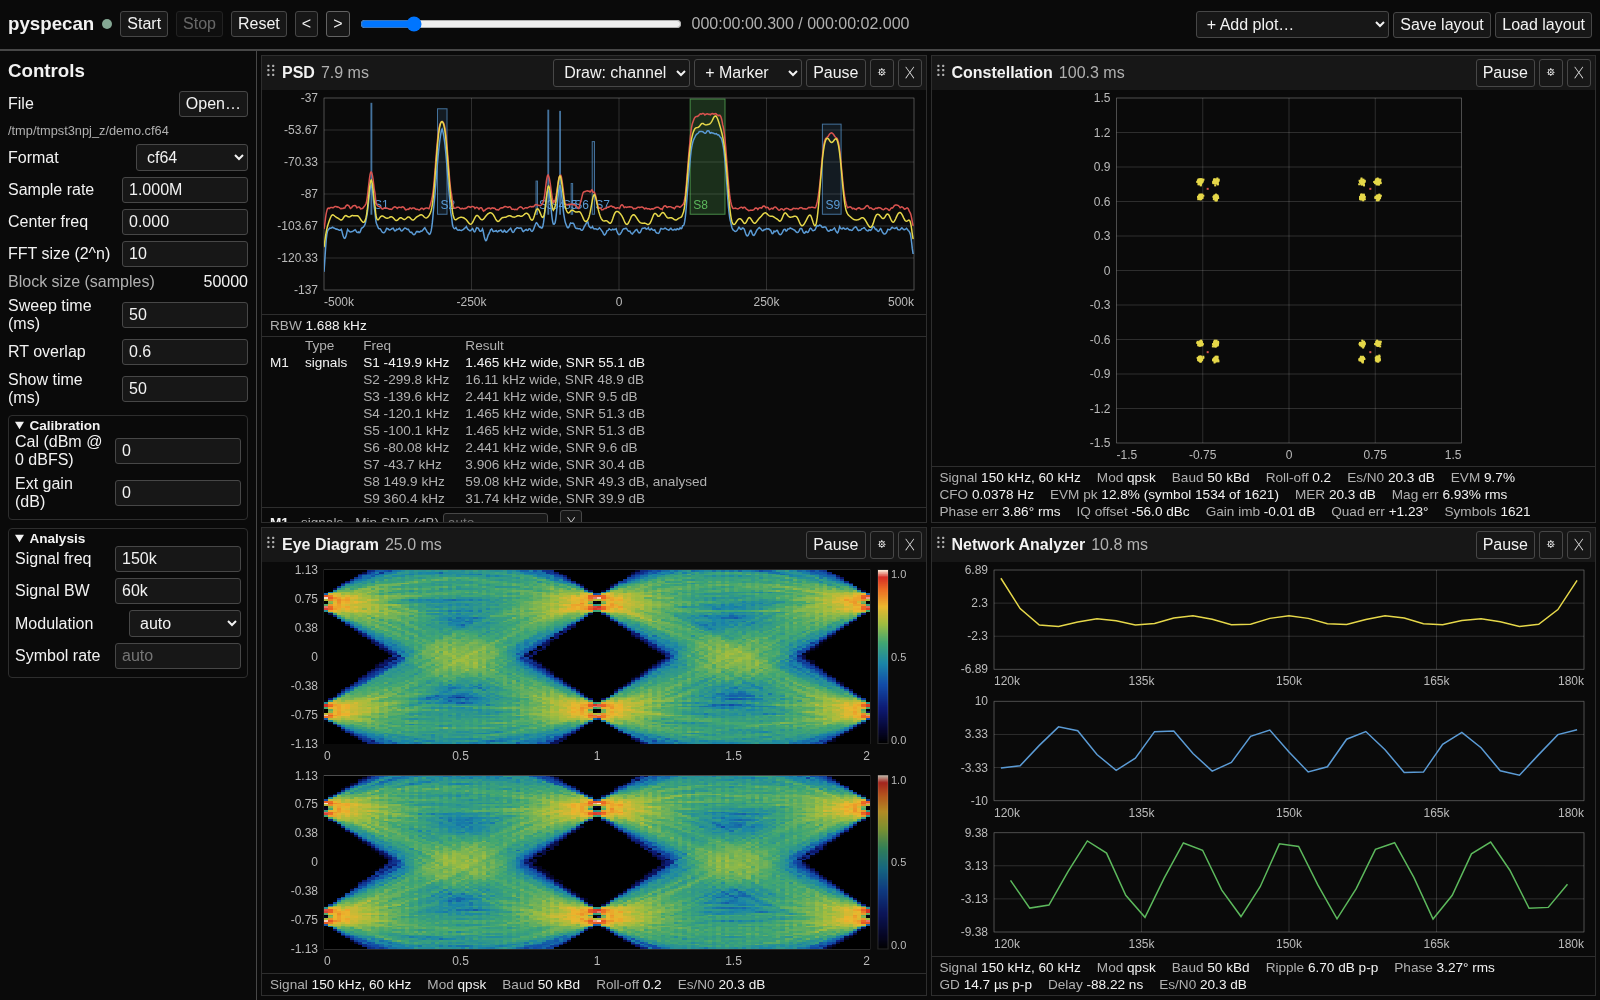 pyspecan Start Stop Reset < > 000:00:00.300 / 000:00:02.000 + Add plot… Save layout Load layout
Controls
File Open…
/tmp/tmpst3npj_z/demo.cf64
Format cf64
Sample rate 1.000M
Center freq 0.000
FFT size (2^n) 10
Block size (samples) 50000
Sweep time (ms) 50
RT overlap 0.6
Show time (ms) 50
▼ Calibration
Cal (dBm @ 0 dBFS) 0
Ext gain (dB) 0
▼ Analysis
Signal freq 150k
Signal BW 60k
Modulation auto
Symbol rate auto
PSD 7.9 ms Draw: channel + Marker Pause
-37
-53.67
-70.33
-87
-103.67
-120.33
-137
S1 S7 S8 S9
-500k -250k 0 250k 500k
RBW 1.688 kHz
Type Freq Result
M1 signals S1 -419.9 kHz 1.465 kHz wide, SNR 55.1 dB
S2 -299.8 kHz 16.11 kHz wide, SNR 48.9 dB
S3 -139.6 kHz 2.441 kHz wide, SNR 9.5 dB
S4 -120.1 kHz 1.465 kHz wide, SNR 51.3 dB
S5 -100.1 kHz 1.465 kHz wide, SNR 51.3 dB
S6 -80.08 kHz 2.441 kHz wide, SNR 9.6 dB
S7 -43.7 kHz 3.906 kHz wide, SNR 30.4 dB
S8 149.9 kHz 59.08 kHz wide, SNR 49.3 dB, analysed
S9 360.4 kHz 31.74 kHz wide, SNR 39.9 dB
M1 signals Min SNR (dB) auto X
Constellation 100.3 ms Pause
1.5
1.2
0.9
0.6
0.3
0
-0.3
-0.6
-0.9
-1.2
-1.5
-1.5 -0.75 0 0.75 1.5
Signal 150 kHz, 60 kHz Mod qpsk Baud 50 kBd Roll-off 0.2 Es/N0 20.3 dB EVM 9.7%
CFO 0.0378 Hz EVM pk 12.8% (symbol 1534 of 1621) MER 20.3 dB Mag err 6.93% rms
Phase err 3.86° rms IQ offset -56.0 dBc Gain imb -0.01 dB Quad err +1.23° Symbols 1621
Eye Diagram 25.0 ms Pause
1.13
0.75
0.38
0
-0.38
-0.75
-1.13
0 0.5 1 1.5 2
1.0
0.5
0.0
1.13
0.75
0.38
0
-0.38
-0.75
-1.13
0 0.5 1 1.5 2
1.0
0.5
0.0
Signal 150 kHz, 60 kHz Mod qpsk Baud 50 kBd Roll-off 0.2 Es/N0 20.3 dB
Network Analyzer 10.8 ms Pause
6.89
2.3
-2.3
-6.89
120k 135k 150k 165k 180k
10
3.33
-3.33
-10
120k 135k 150k 165k 180k
9.38
3.13
-3.13
-9.38
120k 135k 150k 165k 180k
Signal 150 kHz, 60 kHz Mod qpsk Baud 50 kBd Ripple 6.70 dB p-p Phase 3.27° rms
GD 14.7 µs p-p Delay -88.22 ns Es/N0 20.3 dB